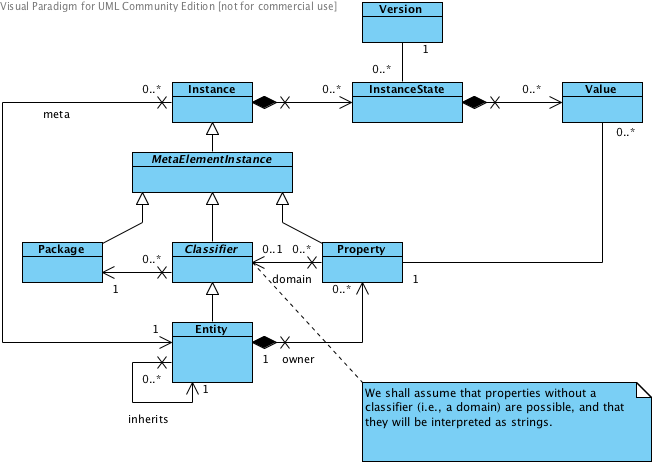 Visual Paradigm for UML Community Edition [not for commercial use]
Version
1
0..*
0..*
Instance
0..*
InstanceState
0..*
Value
meta
0..*
MetaElementInstance
Package
0..*
Classifier
0..1
0..*
Property
domain
1
1
0..*
1
Entity
1
owner
0..*
1
inherits
We shall assume that properties without a
classifier (i.e., a domain) are possible, and that
they will be interpreted as strings.